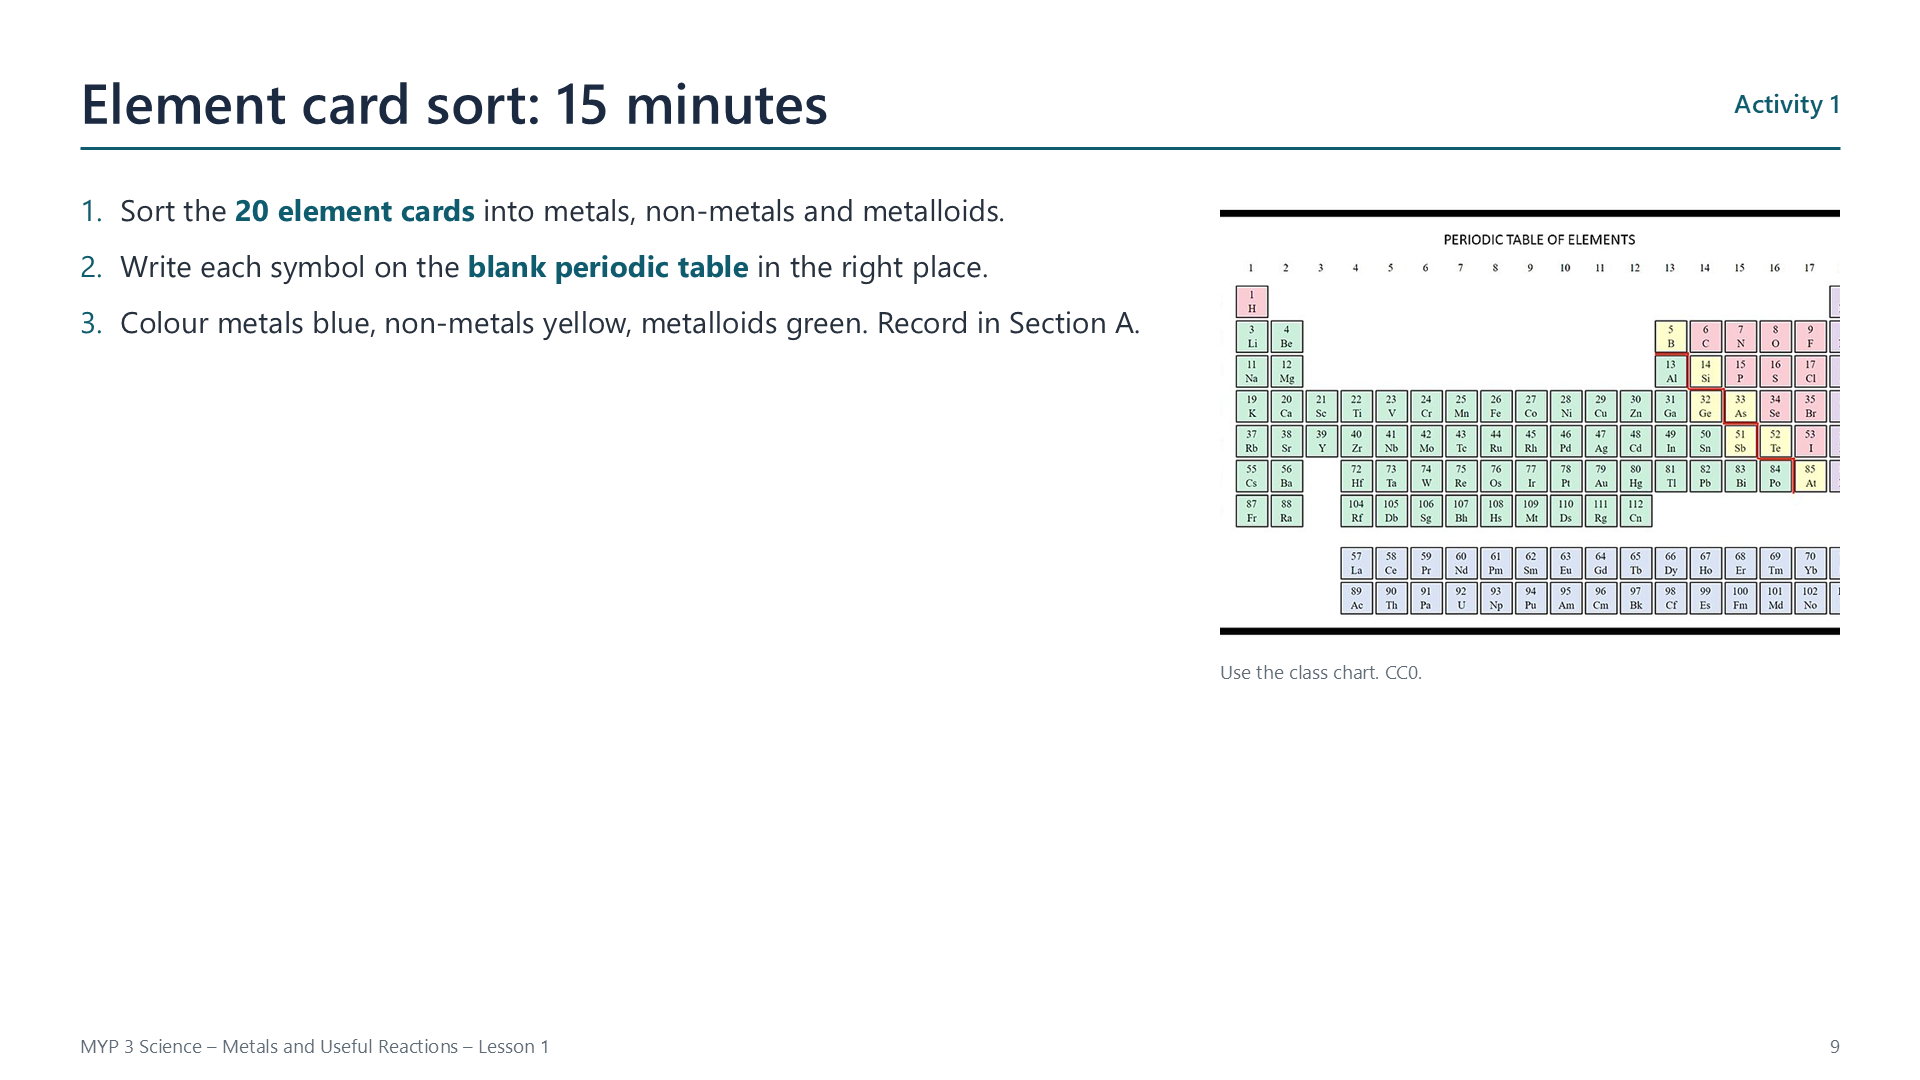 Element card sort: 15 minutes
Activity 1
1. Sort the 20 element cards into metals, non-metals and metalloids.
2. Write each symbol on the blank periodic table in the right place.
3. Colour metals blue, non-metals yellow, metalloids green. Record in Section A.
PERIODIC TABLE OF ELEMENTS
1 2 3 4 5 6 7 8 9 10 11 12 13 14 15 16 17
1
H
3 4 5 6 7 8 9
Li Be B C N O F
11 12 13 14 15 16 17
Na Mg Al Si P S Cl
19 20 21 22 23 24 25 26 27 28 29 30 31 32 33 34 35
K Ca Sc Ti V Cr Mn Fe Co Ni Cu Zn Ga Ge As Se Br
37 38 39 40 41 42 43 44 45 46 47 48 49 50 51 52 53
Rb Sr Y Zr Nb Mo Tc Ru Rh Pd Ag Cd In Sn Sb Te I
55 56 72 73 74 75 76 77 78 79 80 81 82 83 84 85
Cs Ba Hf Ta W Re Os Ir Pt Au Hg Tl Pb Bi Po At
87 88 104 105 106 107 108 109 110 111 112
Fr Ra Rf Db Sg Bh Hs Mt Ds Rg Cn
57 58 59 60 61 62 63 64 65 66 67 68 69 70
La Ce Pr Nd Pm Sm Eu Gd Tb Dy Ho Er Tm Yb
89 90 91 92 93 94 95 96 97 98 99 100 101 102
Ac Th Pa U Np Pu Am Cm Bk Cf Es Fm Md No
Use the class chart. CC0.
MYP 3 Science – Metals and Useful Reactions – Lesson 1
9